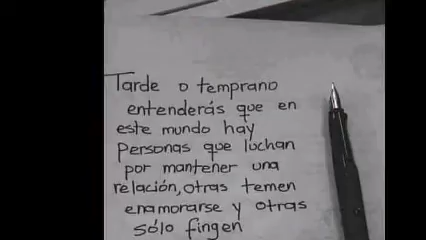 Tarde o temprano
entenderás que en
este mundo hay
personas que luchan
por mantener una
relación, otras temen
enamorarse y otras
sólo fingen